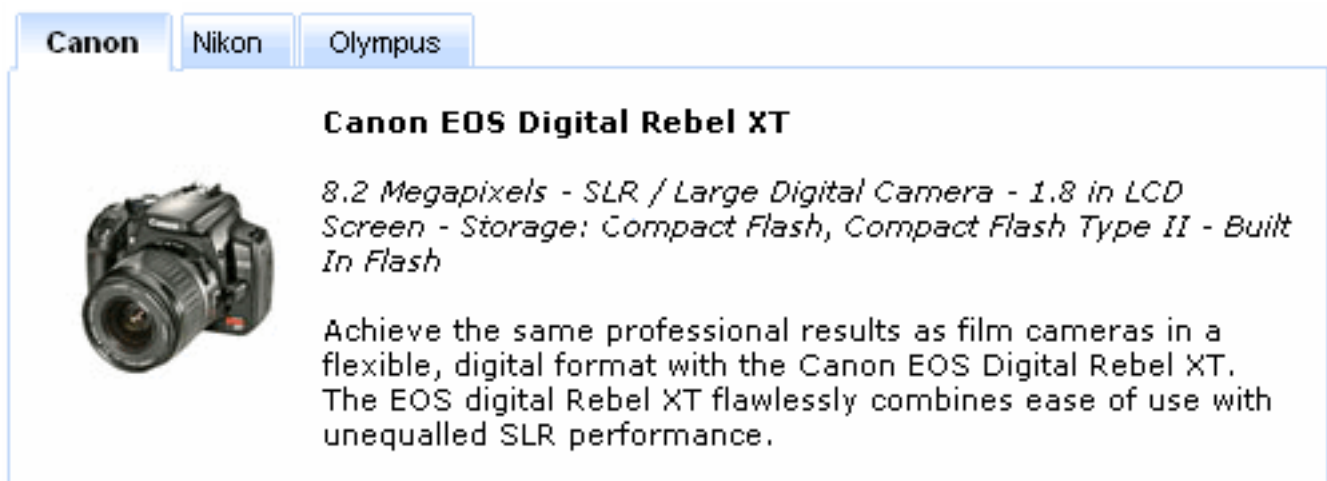 Canon Nikon Olympus
Canon EOS Digital Rebel XT
8.2 Megapixels - SLR / Large Digital Camera - 1.8 in LCD
Screen - Storage: Compact Flash, Compact Flash Type II - Built
In Flash
Achieve the same professional results as film cameras in a
flexible, digital format with the Canon EOS Digital Rebel XT.
The EOS digital Rebel XT flawlessly combines ease of use with
unequalled SLR performance.